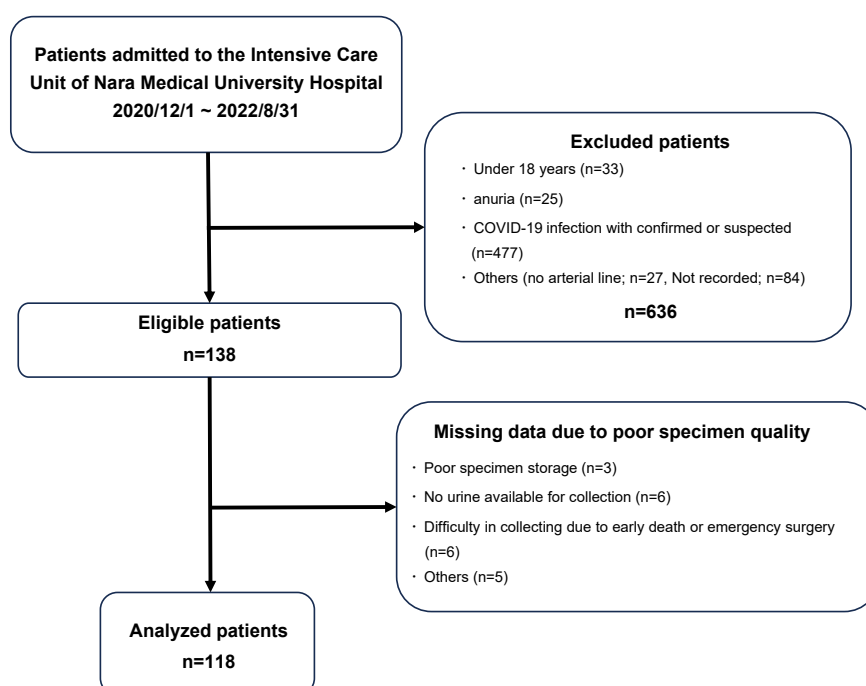 Patients admitted to the Intensive Care
Unit of Nara Medical University Hospital
2020/12/1 ~ 2022/8/31
Excluded patients
・ Under 18 years (n=33)
・ anuria (n=25)
・ COVID-19 infection with confirmed or suspected
(n=477)
・ Others (no arterial line; n=27, Not recorded; n=84)
n=636
Eligible patients
n=138
Missing data due to poor specimen quality
・ Poor specimen storage (n=3)
・ No urine available for collection (n=6)
・ Difficulty in collecting due to early death or emergency surgery
(n=6)
・ Others (n=5)
Analyzed patients
n=118